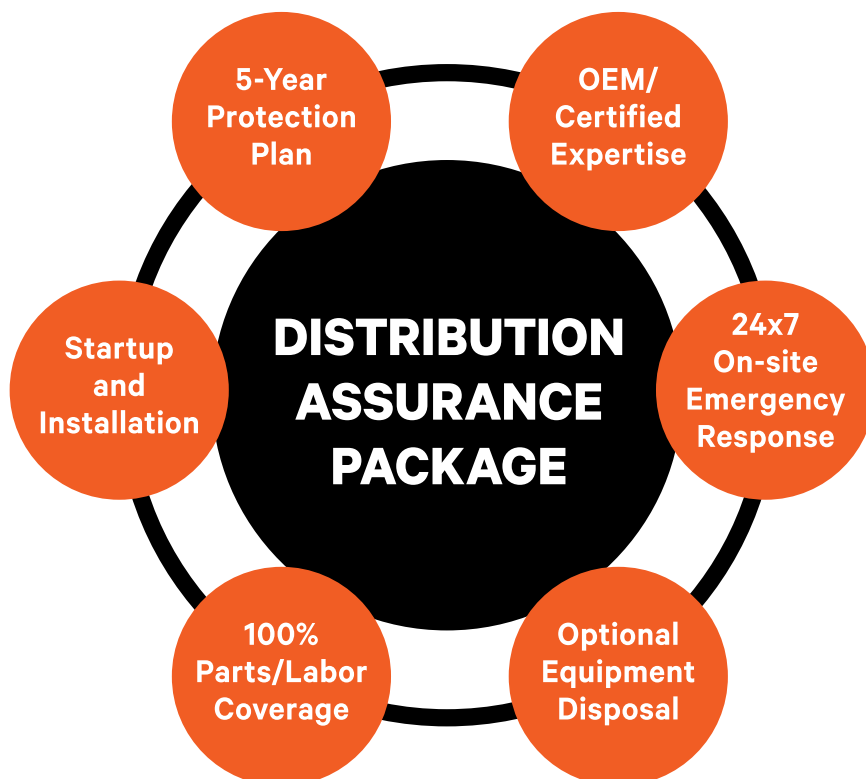 5-Year
Protection
Plan
OEM/
Certified
Expertise
Startup
and
Installation
DISTRIBUTION
ASSURANCE
PACKAGE
24x7
On-site
Emergency
Response
100%
Parts/Labor
Coverage
Optional
Equipment
Disposal